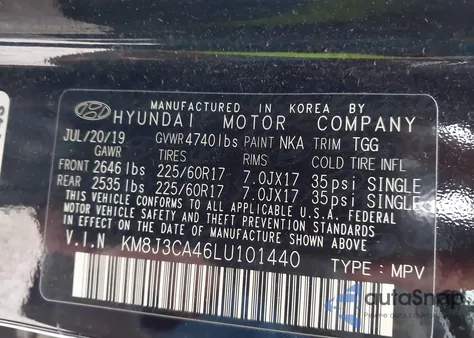 MANUFACTURED IN KOREA BY
HYUNDAI MOTOR COMPANY
JUL/20/19 GVWR 4740lbs PAINT NKA TRIM TGG
GAWR TIRES RIMS COLD TIRE INFL
FRONT 2646 lbs 225/60R17 7.0JX17 35psi SINGLE
REAR 2535 lbs 225/60R17 7.0JX17 35psi SINGLE
THIS VEHICLE CONFORMS TO ALL APPLICABLE U.S.A. FEDERAL
MOTOR VEHICLE SAFETY, BUMPER, AND THEFT PREVENTION STANDARDS
IN EFFECT ON THE DATE OF MANUFACTURE SHOWN ABOVE.
V.I.N KM8J3CA46LU101440 TYPE : MPV
autoSnap